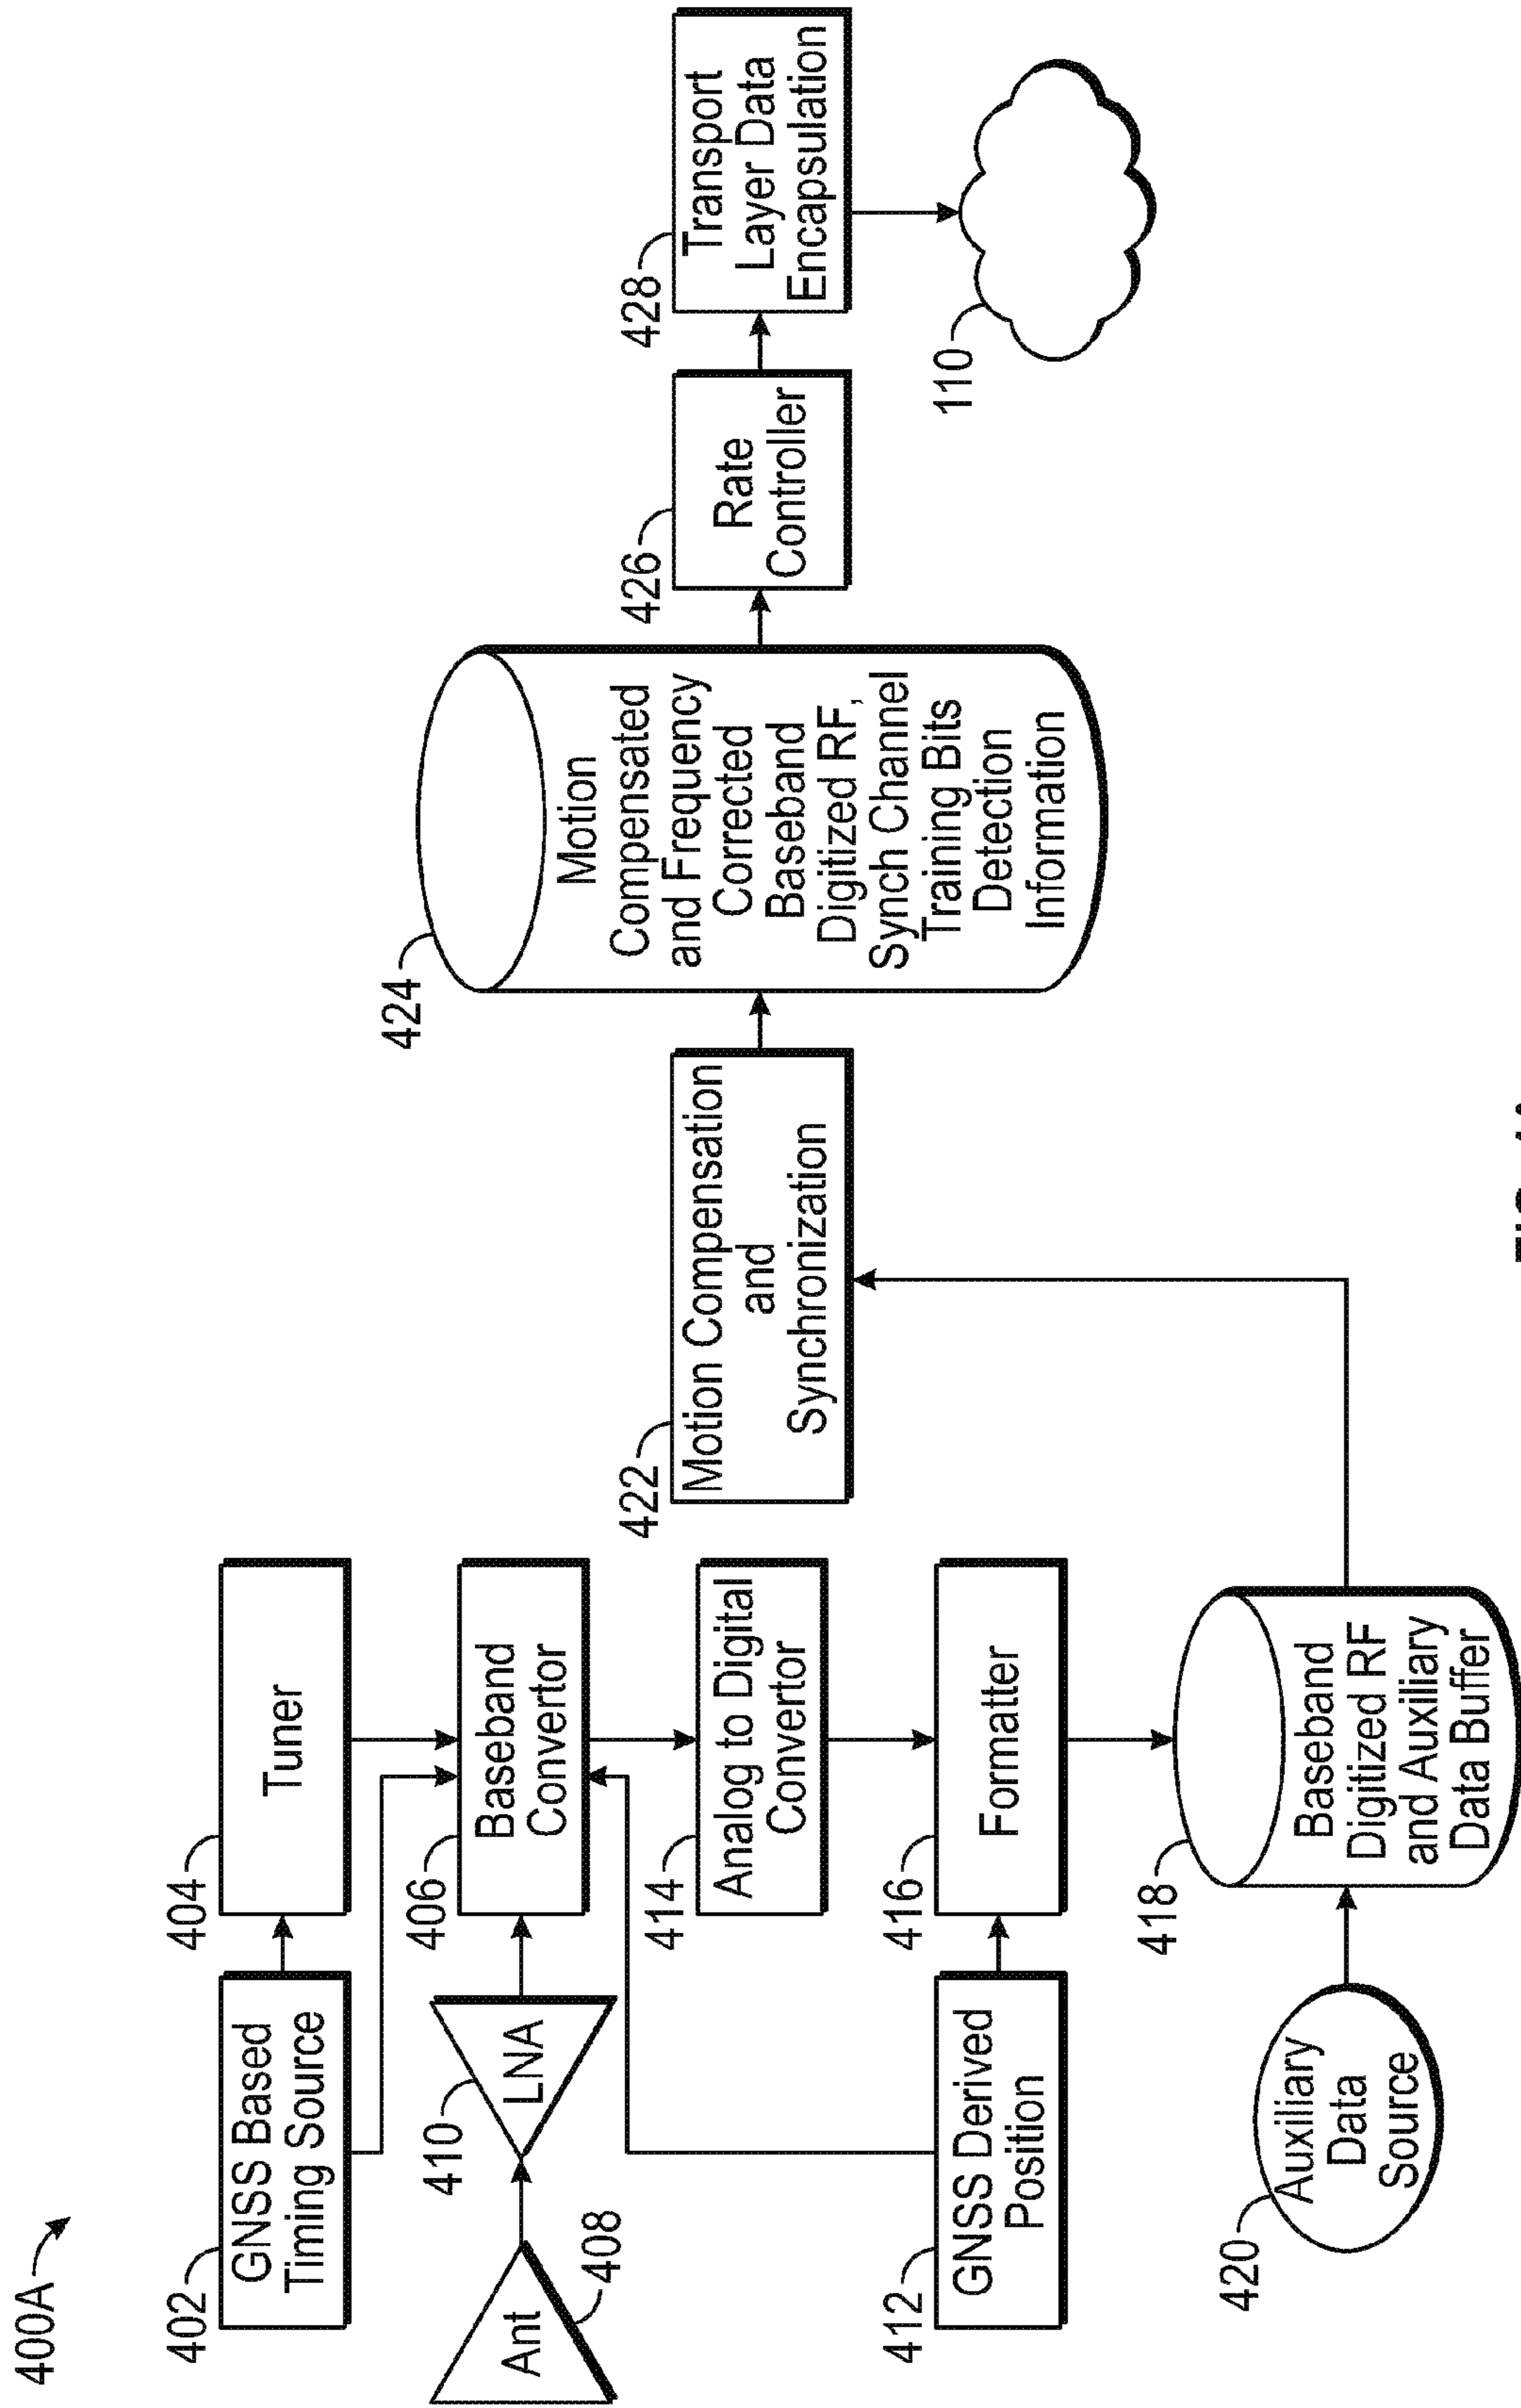 400A
402
GNSS Based
Timing Source
404
Tuner
Ant
408
410
LNA
406
Baseband
Convertor
414
Analog to Digital
Convertor
412
GNSS Derived
Position
416
Formatter
420
Auxiliary
Data
Source
418
Baseband
Digitized RF
and Auxiliary
Data Buffer
422
Motion Compensation
and
Synchronization
424
Motion
Compensated
and Frequency
Corrected
Baseband
Digitized RF,
Synch Channel
Training Bits
Detection
Information
426
Rate
Controller
428
Transport
Layer Data
Encapsulation
110